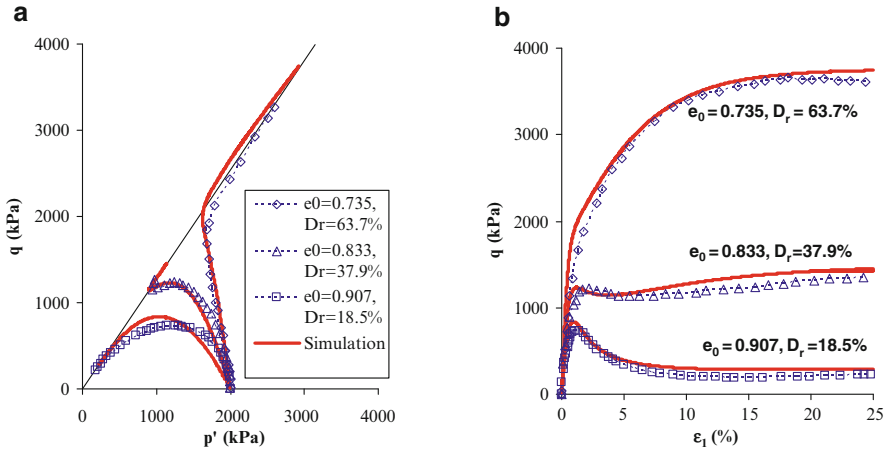 a
4000
3000
2000
1000
0
q (kPa)
0
1000
2000
3000
4000
p' (kPa)
e0=0.735,
Dr=63.7%
e0=0.833,
Dr=37.9%
e0=0.907,
Dr=18.5%
Simulation
b
4000
3000
2000
1000
0
q (kPa)
0
5
10
15
20
25
ε₁ (%)
e₀ = 0.735, Dᵣ = 63.7%
e₀ = 0.833, Dᵣ=37.9%
e₀ = 0.907, Dᵣ=18.5%